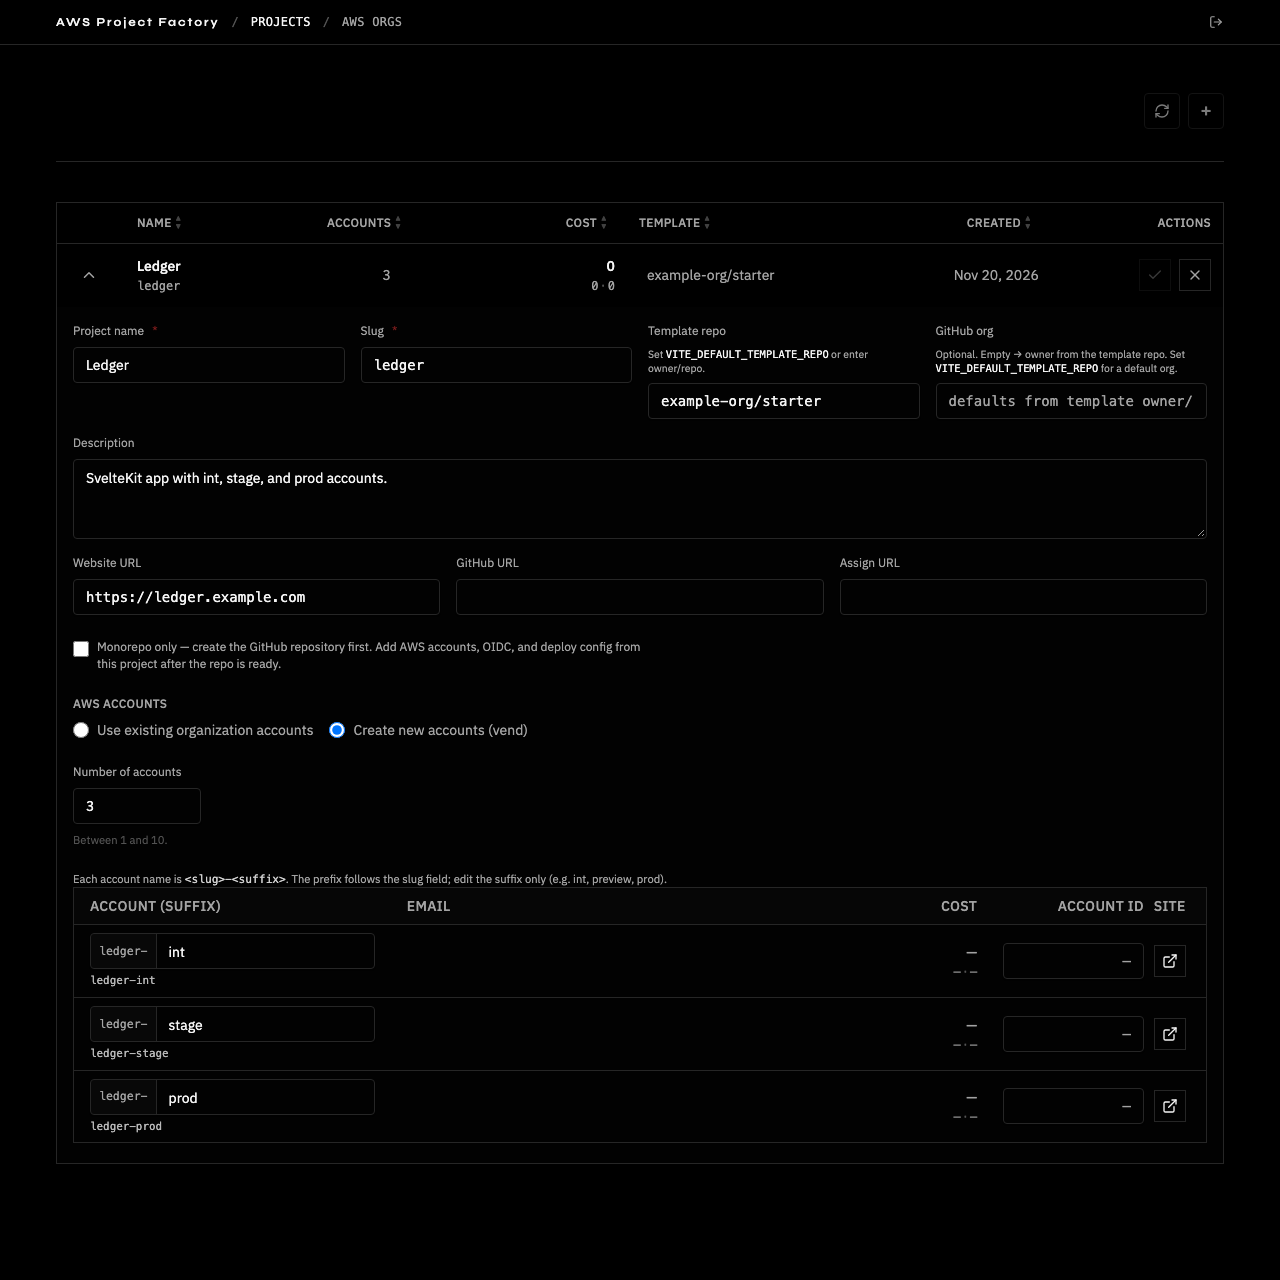 AWS Project Factory / PROJECTS / AWS ORGS
NAME ACCOUNTS COST TEMPLATE CREATED ACTIONS
Ledger
ledger
3
0
0 · 0
example-org/starter
Nov 20, 2026
Project name *
Ledger
Slug *
ledger
Template repo
Set VITE_DEFAULT_TEMPLATE_REPO or enter
owner/repo.
example-org/starter
GitHub org
Optional. Empty → owner from the template repo. Set
VITE_DEFAULT_TEMPLATE_REPO for a default org.
defaults from template owner/
Description
SvelteKit app with int, stage, and prod accounts.
Website URL
https://ledger.example.com
GitHub URL
Assign URL
Monorepo only — create the GitHub repository first. Add AWS accounts, OIDC, and deploy config from
this project after the repo is ready.
AWS ACCOUNTS
Use existing organization accounts
Create new accounts (vend)
Number of accounts
3
Between 1 and 10.
Each account name is <slug>-<suffix>. The prefix follows the slug field; edit the suffix only (e.g. int, preview, prod).
ACCOUNT (SUFFIX) EMAIL COST ACCOUNT ID SITE
ledger- int
ledger-int
—
— · —
—
ledger- stage
ledger-stage
—
— · —
—
ledger- prod
ledger-prod
—
— · —
—